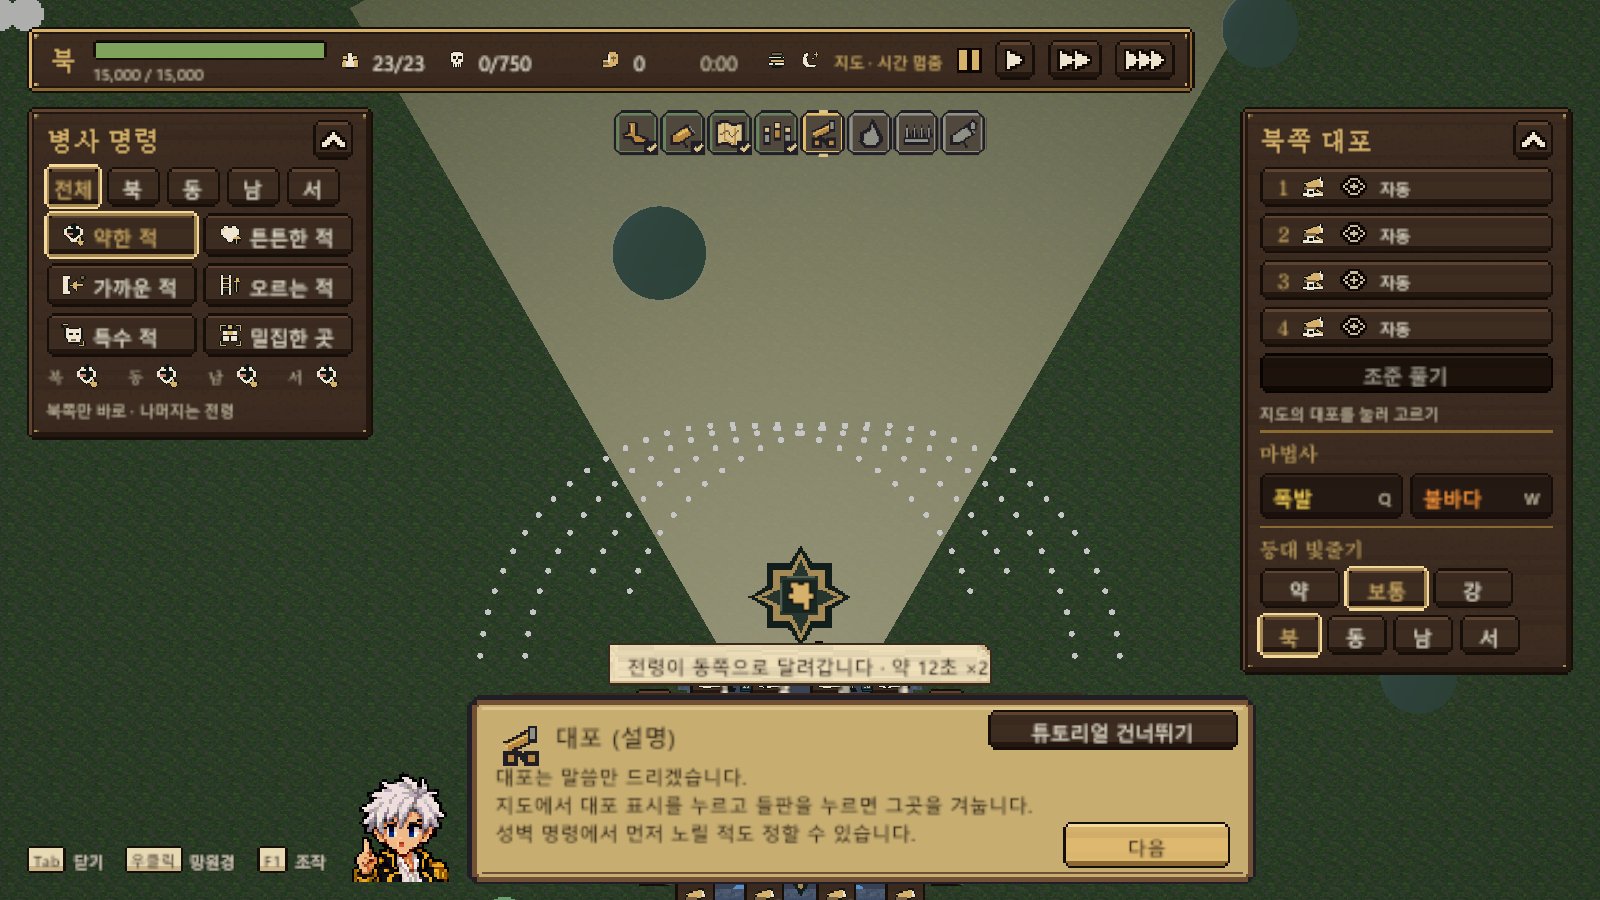 북
15,000 / 15,000
23/23
0/750
0
0:00
지도 · 시간 멈춤
병사 명령
전체 북 동 남 서
약한 적
튼튼한 적
가까운 적
오르는 적
특수 적
밀집한 곳
북 동 남 서
북쪽만 바로 · 나머지는 전령
북쪽 대포
1 자동
2 자동
3 자동
4 자동
조준 풀기
지도의 대포를 눌러 고르기
마법사
폭발 Q
불바다 W
등대 빛줄기
약 보통 강
북 동 남 서
전령이 동쪽으로 달려갑니다 · 약 12초 ×2
대포 (설명)
튜토리얼 건너뛰기
대포는 말씀만 드리겠습니다.
지도에서 대포 표시를 누르고 들판을 누르면 그곳을 겨눕니다.
성벽 명령에서 먼저 노릴 적도 정할 수 있습니다.
다음
Tab 닫기
우클릭 망원경
F1 조작